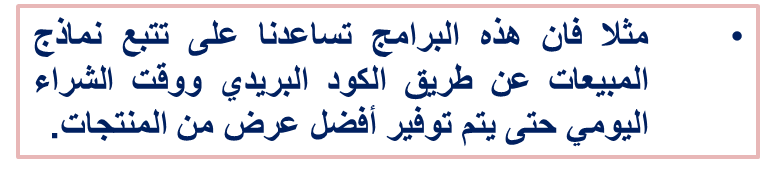 • مثلا فان هذه البرامج تساعدنا على تتبع نماذج
المبيعات عن طريق الكود البريدي ووقت الشراء
اليومي حتى يتم توفير أفضل عرض من المنتجات.